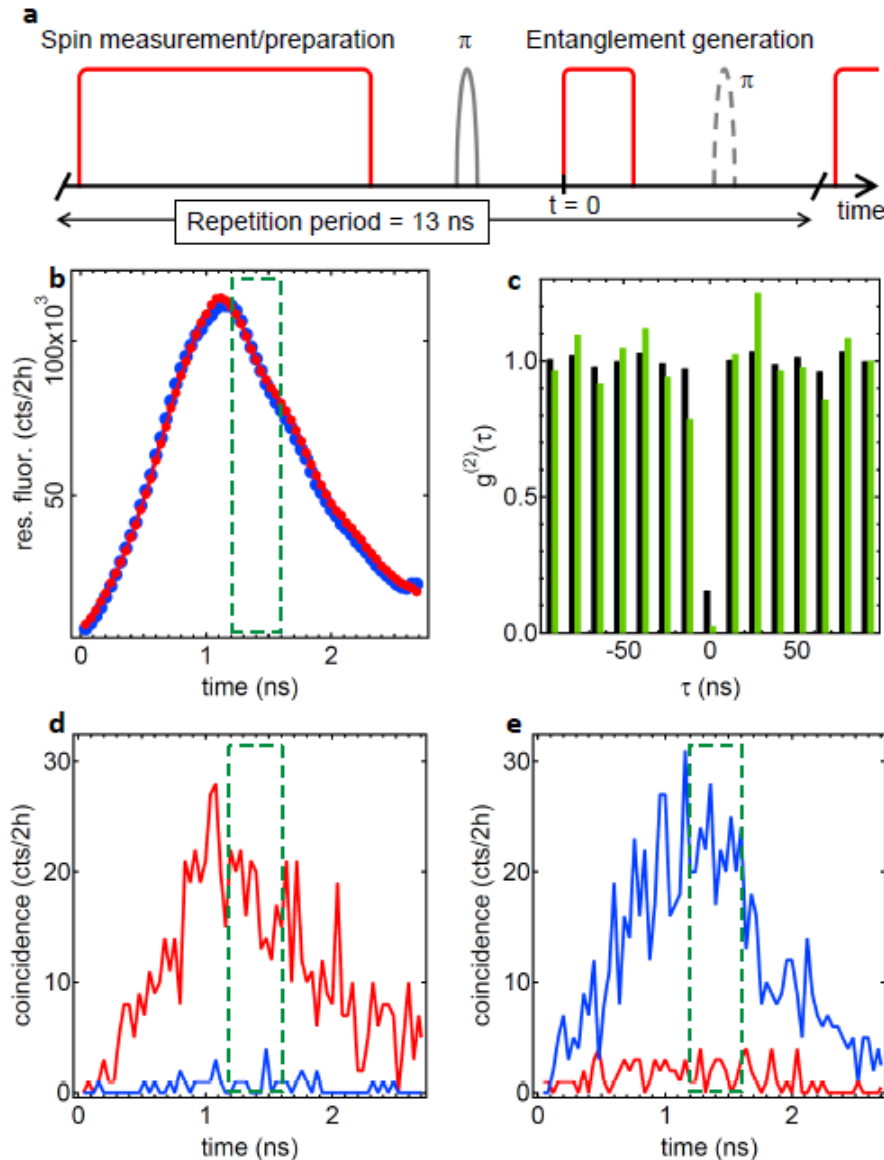 a
Spin measurement/preparation π Entanglement generation
π
t = 0
time
Repetition period = 13 ns
b
res. fluor. (cts/2h)
100x10³
50
0 1 2
time (ns)
c
g⁽²⁾(τ)
1.0
0.5
0.0
-50 0 50
τ (ns)
d
coincidence (cts/2h)
30
20
10
0
0 1 2
time (ns)
e
coincidence (cts/2h)
30
20
10
0
0 1 2
time (ns)